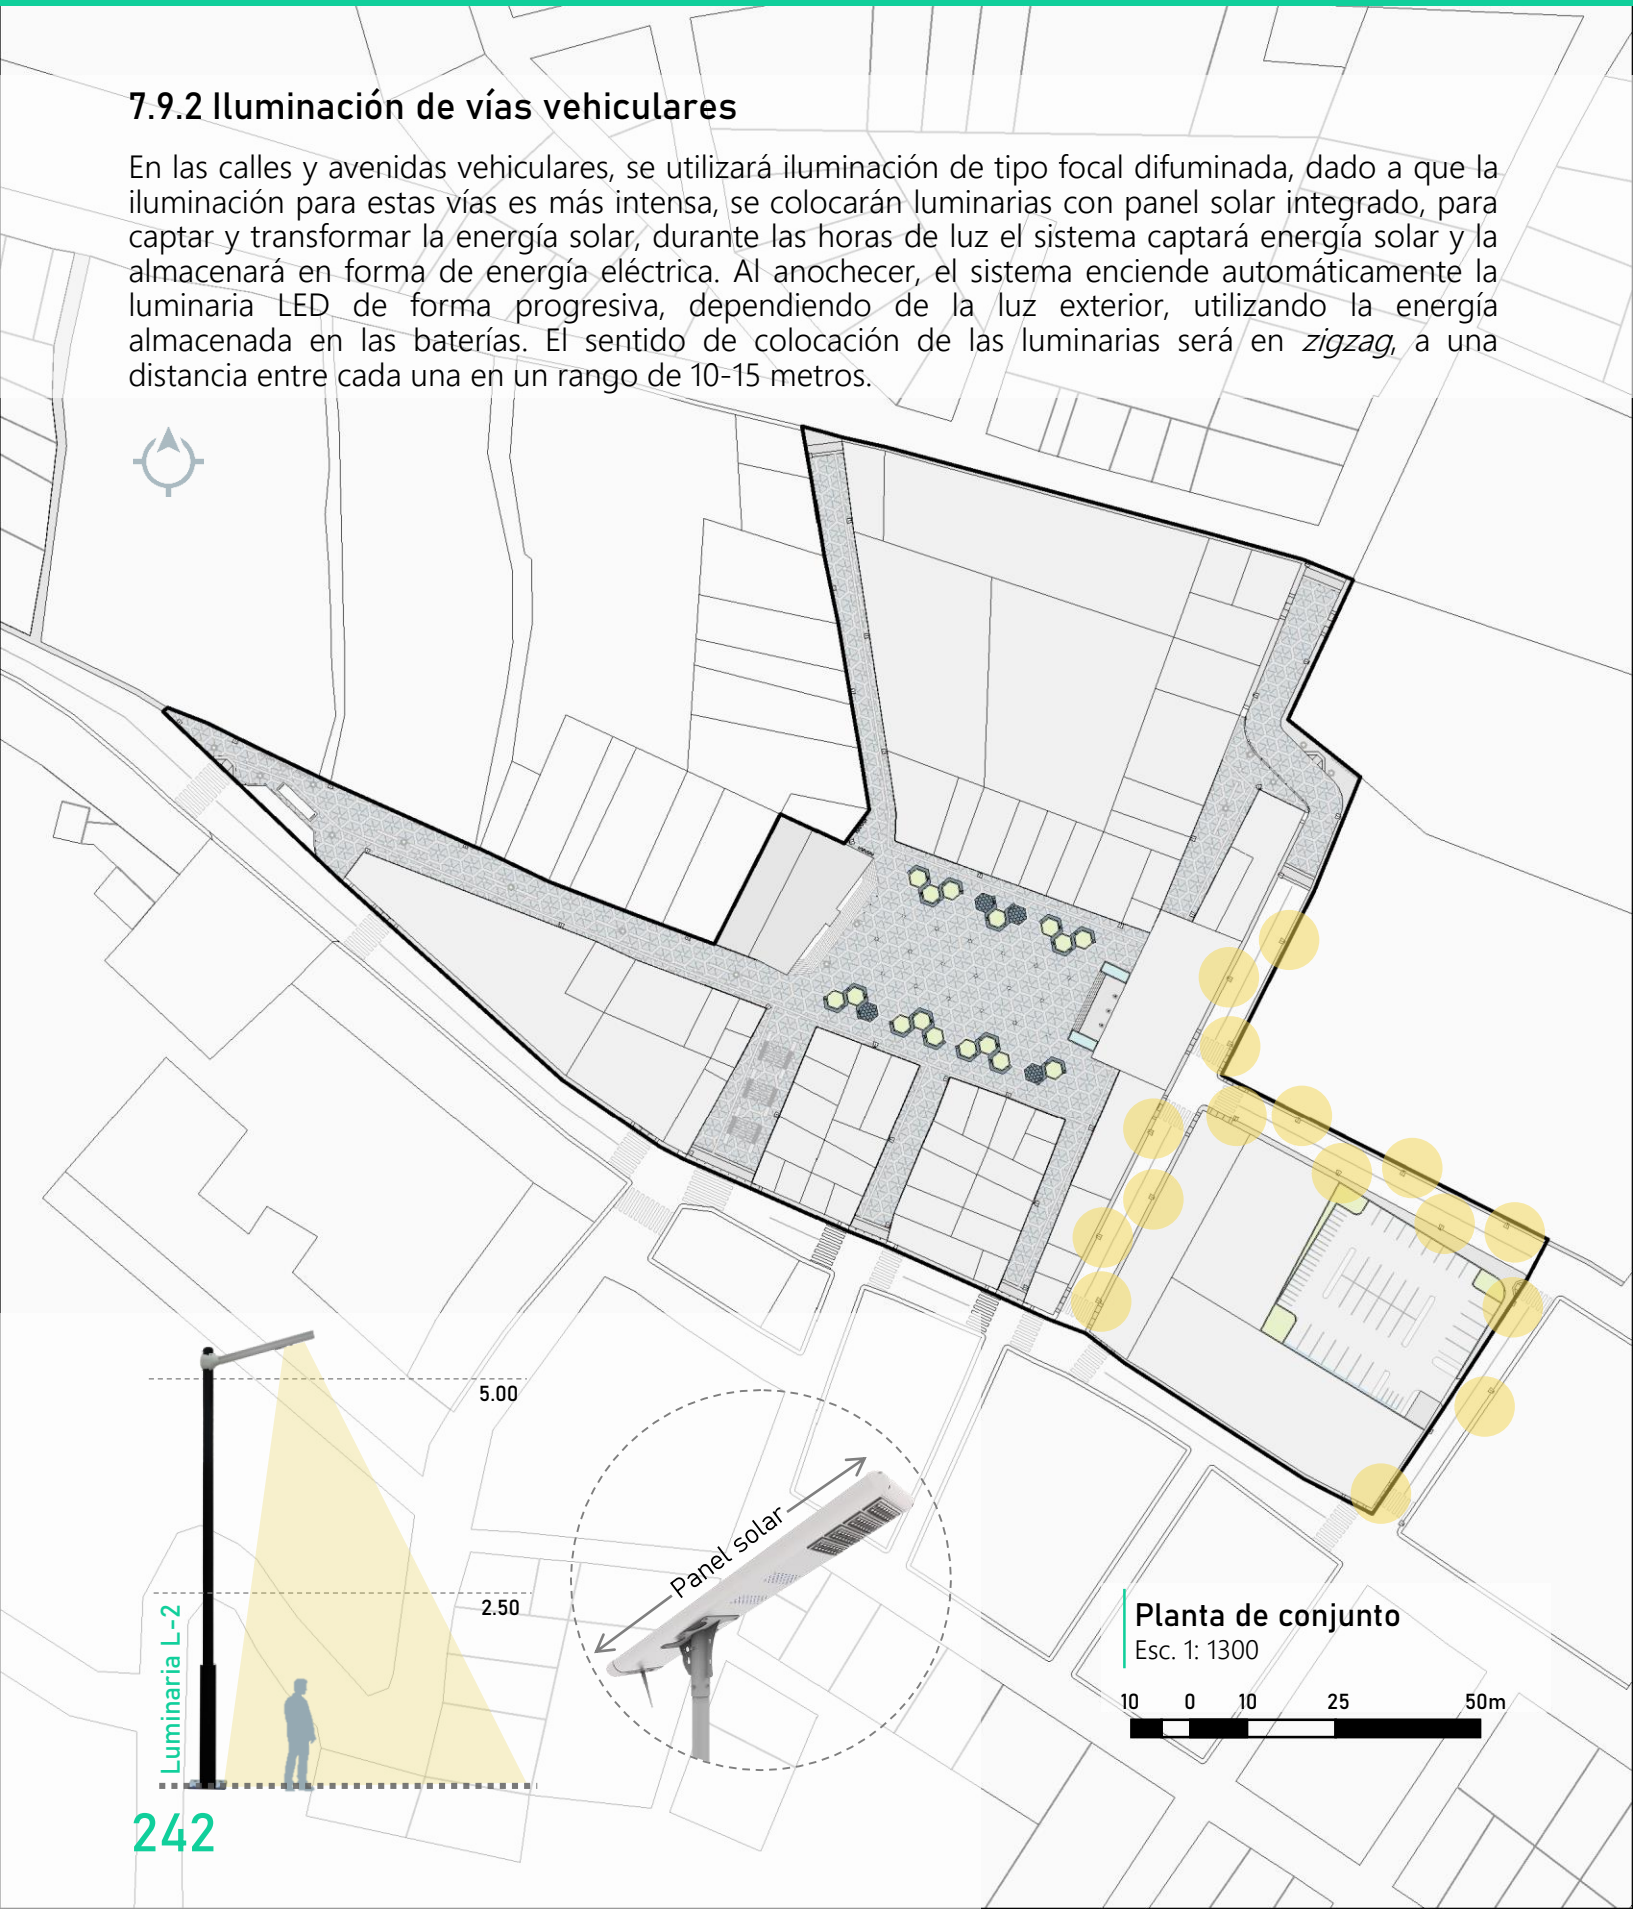 7.9.2 Iluminación de vías vehiculares
En las calles y avenidas vehiculares, se utilizará iluminación de tipo focal difuminada, dado a que la
iluminación para estas vías es más intensa, se colocarán luminarias con panel solar integrado, para
captar y transformar la energía solar, durante las horas de luz el sistema captará energía solar y la
almacenará en forma de energía eléctrica. Al anochecer, el sistema enciende automáticamente la
luminaria LED de forma progresiva, dependiendo de la luz exterior, utilizando la energía
almacenada en las baterías. El sentido de colocación de las luminarias será en zigzag, a una
distancia entre cada una en un rango de 10-15 metros.
5.00
2.50
Luminaria L-2
Panel solar
Planta de conjunto
Esc. 1: 1300
10 0 10 25 50m
242